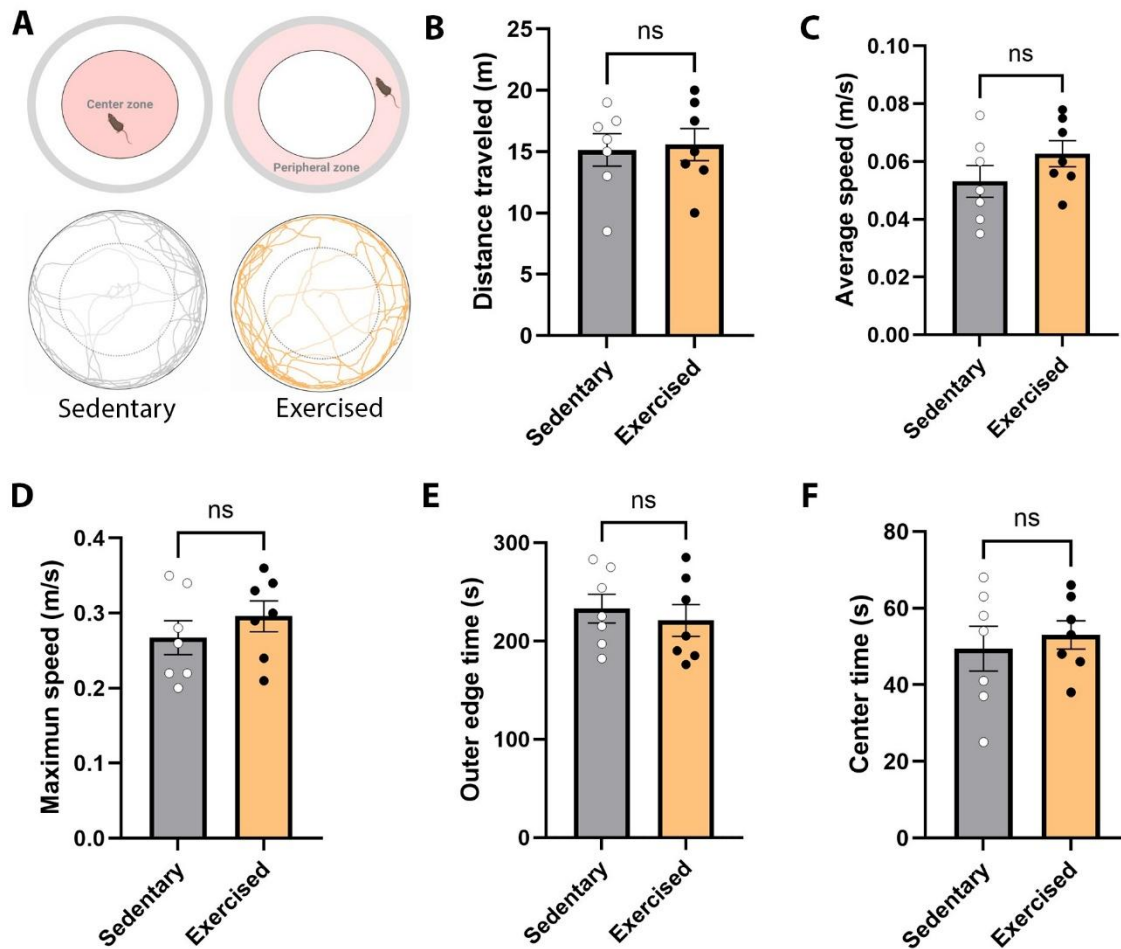 A
Center zone
Peripheral zone
Sedentary
Exercised
B
Distance traveled (m)
25
20
15
10
5
0
ns
Sedentary
Exercised
C
Average speed (m/s)
0.10
0.08
0.06
0.04
0.02
0.00
ns
Sedentary
Exercised
D
Maximun speed (m/s)
0.4
0.3
0.2
0.1
0.0
ns
Sedentary
Exercised
E
Outer edge time (s)
300
200
100
0
ns
Sedentary
Exercised
F
Center time (s)
80
60
40
20
0
ns
Sedentary
Exercised